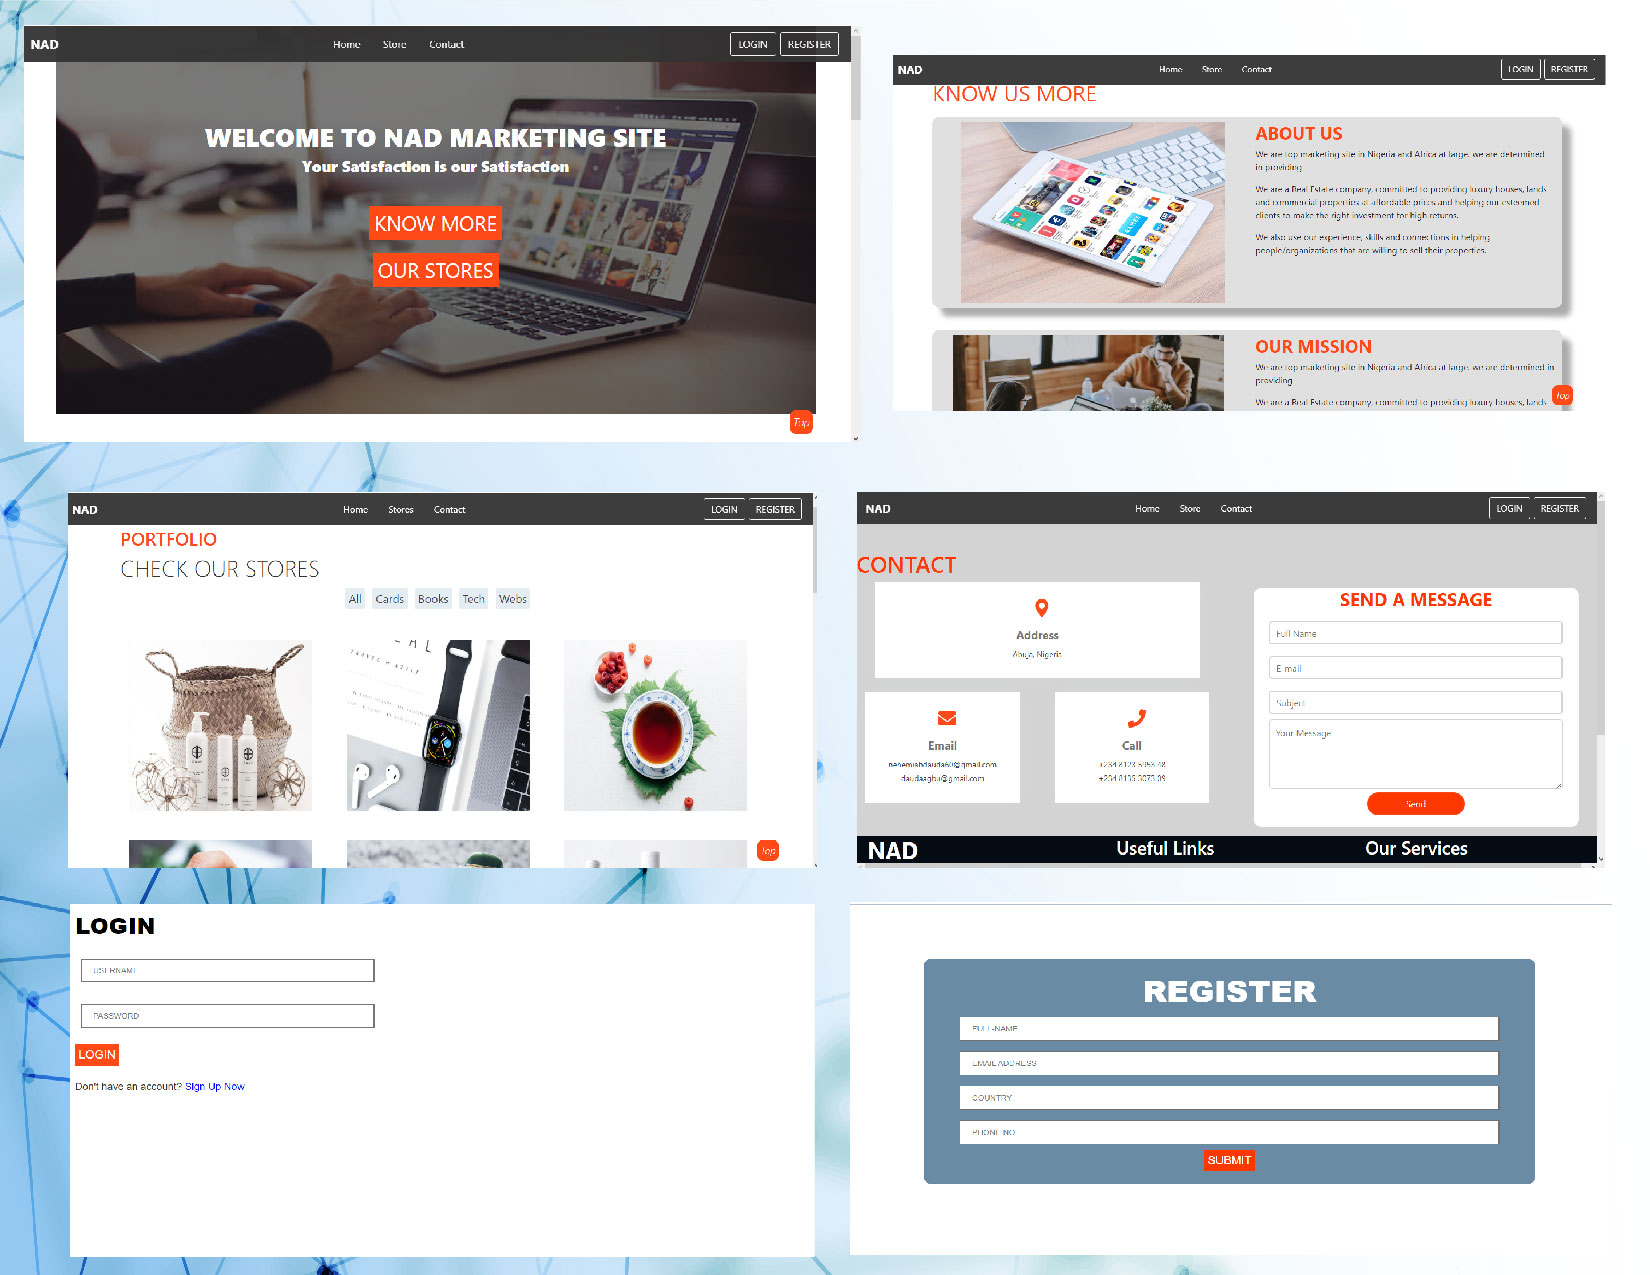 NAD
Home Store Contact
LOGIN REGISTER
WELCOME TO NAD MARKETING SITE
Your Satisfaction is our Satisfaction
KNOW MORE
OUR STORES
Top
NAD
Home Store Contact
LOGIN REGISTER
KNOW US MORE
ABOUT US
We are top marketing site in Nigeria and Africa at large, we are determined
in providing
We are a Real Estate company, committed to providing luxury houses, lands
and commercial properties at affordable prices and helping our esteemed
clients to make the right investment for high returns.
We also use our experience, skills and connections in helping
people/organizations that are willing to sell their properties.
OUR MISSION
We are top marketing site in Nigeria and Africa at large, we are determined in
providing
We are a Real Estate company, committed to providing luxury houses, lands
Top
NAD
Home Stores Contact
LOGIN REGISTER
PORTFOLIO
CHECK OUR STORES
All Cards Books Tech Webs
Top
NAD
Home Store Contact
LOGIN REGISTER
CONTACT
Address
Abuja, Nigeria
Email
nehemiahdauda60@gmail.com
daudaagbu@gmail.com
Call
+234 8123 5953 48
+234 8135 3073 09
SEND A MESSAGE
Full Name
E-mail
Subject
Your Message
Send
NAD
Useful Links
Our Services
LOGIN
USERNAME
PASSWORD
LOGIN
Don't have an account? Sign Up Now
REGISTER
FULL-NAME
EMAIL ADDRESS
COUNTRY
PHONE NO
SUBMIT